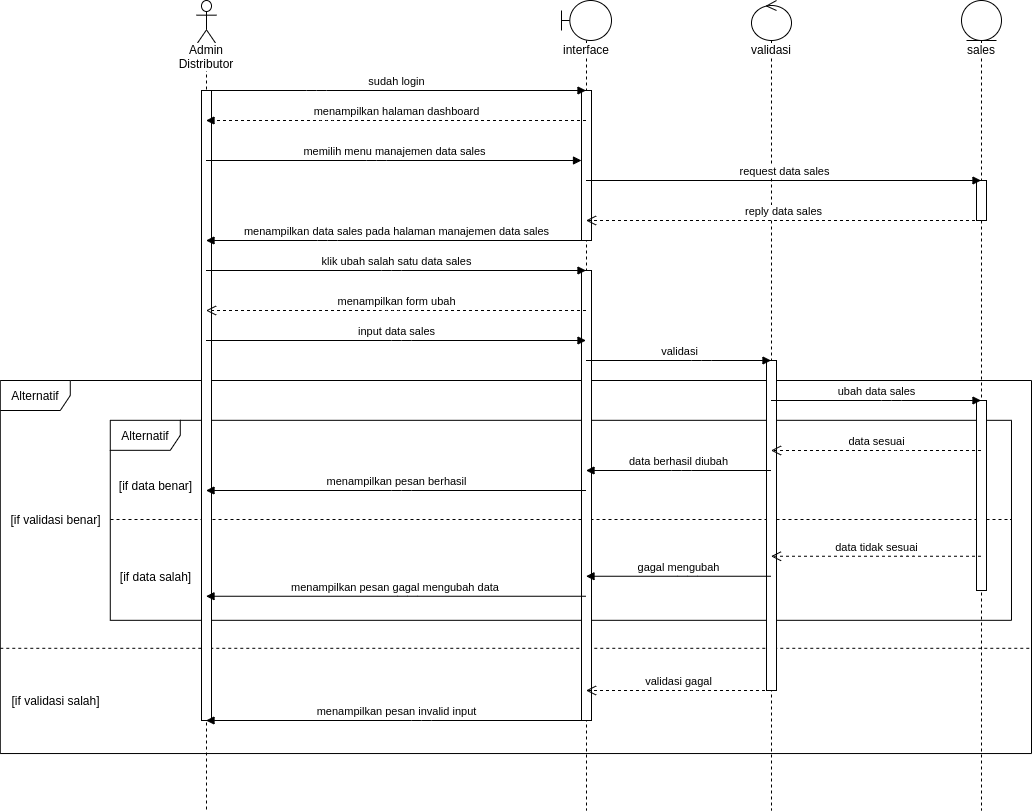 Admin
Distributor
interface
validasi
sales
sudah login
menampilkan halaman dashboard
memilih menu manajemen data sales
request data sales
reply data sales
menampilkan data sales pada halaman manajemen data sales
klik ubah salah satu data sales
menampilkan form ubah
input data sales
validasi
Alternatif
ubah data sales
Alternatif
data sesuai
data berhasil diubah
menampilkan pesan berhasil
[if data benar]
[if validasi benar]
data tidak sesuai
gagal mengubah
[if data salah]
menampilkan pesan gagal mengubah data
validasi gagal
[if validasi salah]
menampilkan pesan invalid input